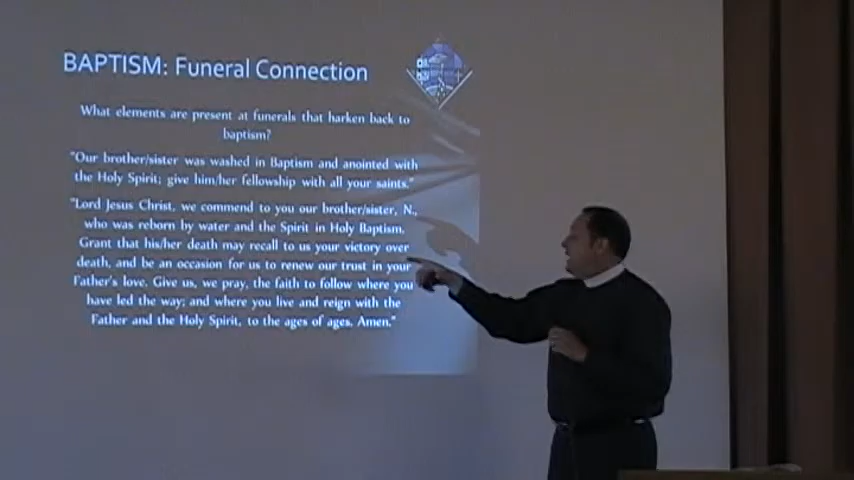 BAPTISM: Funeral Connection
What elements are present at funerals that harken back to
baptism?
"Our brother/sister was washed in Baptism and anointed with
the Holy Spirit; give him/her fellowship with all your saints."
"Lord Jesus Christ, we commend to you our brother/sister, N.,
who was reborn by water and the Spirit in Holy Baptism.
Grant that his/her death may recall to us your victory over
death, and be an occasion for us to renew our trust in your
Father's love. Give us, we pray, the faith to follow where you
have led the way; and where you live and reign with the
Father and the Holy Spirit, to the ages of ages. Amen."